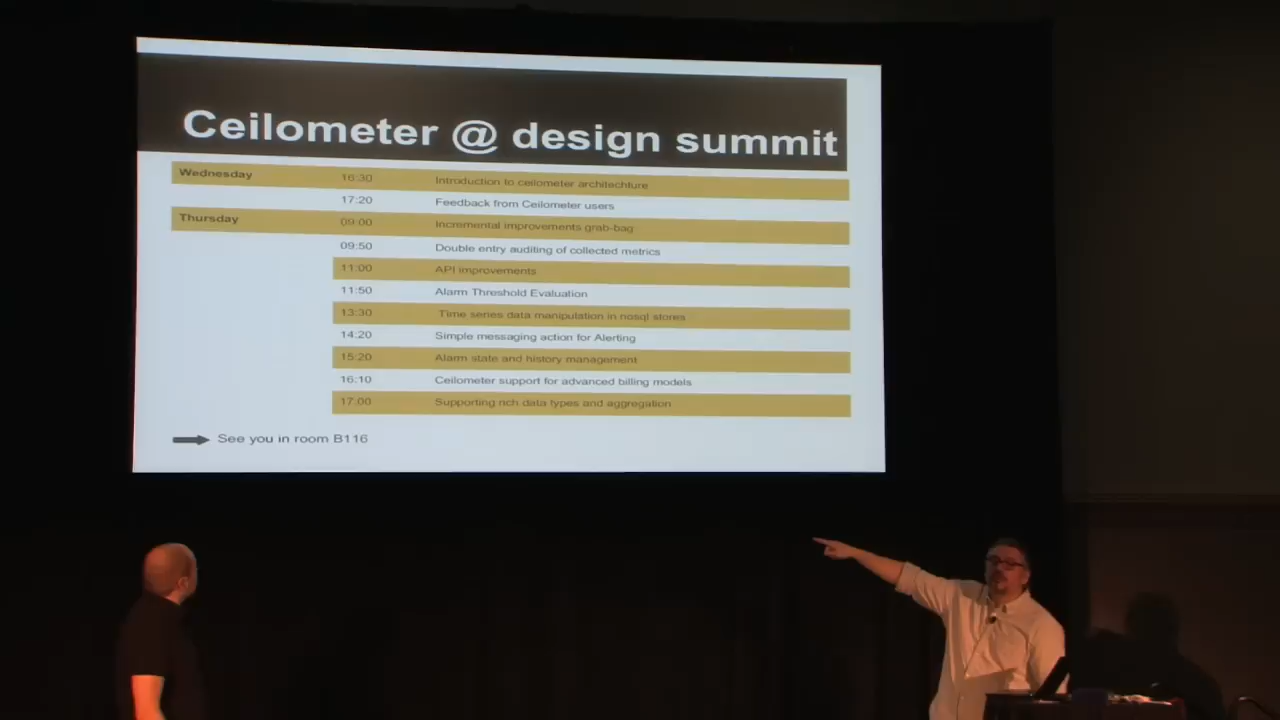 Ceilometer @ design summit
Wednesday 16:30 Introduction to ceilometer architechture
17:20 Feedback from Ceilometer users
Thursday 09:00 Incremental improvements grab-bag
09:50 Double entry auditing of collected metrics
11:00 API improvements
11:50 Alarm Threshold Evaluation
13:30 Time series data manipulation in nosql stores
14:20 Simple messaging action for Alerting
15:20 Alarm state and history management
16:10 Ceilometer support for advanced billing models
17:00 Supporting rich data types and aggregation
See you in room B116